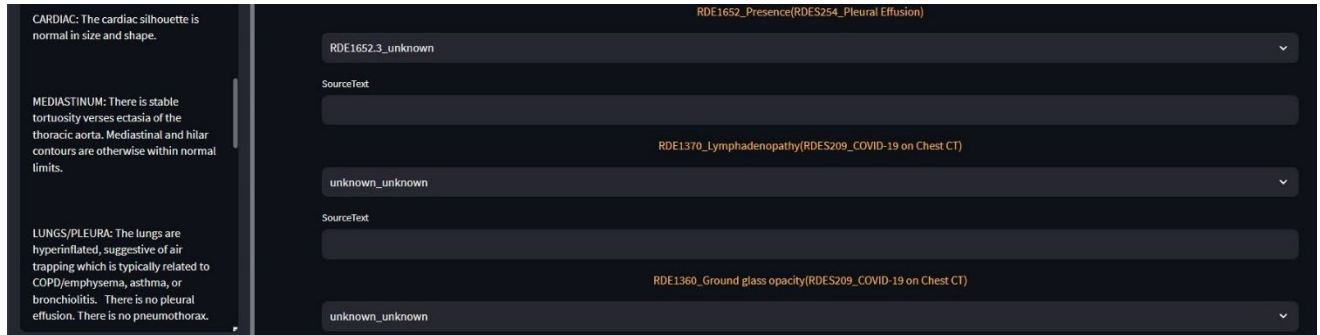 CARDIAC: The cardiac silhouette is
normal in size and shape.
MEDIASTINUM: There is stable
tortuosity verses ectasia of the
thoracic aorta. Mediastinal and hilar
contours are otherwise within normal
limits.
LUNGS/PLEURA: The lungs are
hyperinflated, suggestive of air
trapping which is typically related to
COPD/emphysema, asthma, or
bronchiolitis. There is no pleural
effusion. There is no pneumothorax.
RDE1652_Presence(RDES254_Pleural Effusion)
RDE1652.3_unknown
SourceText
RDE1370_Lymphadenopathy(RDES209_COVID-19 on Chest CT)
unknown_unknown
SourceText
RDE1360_Ground glass opacity(RDES209_COVID-19 on Chest CT)
unknown_unknown